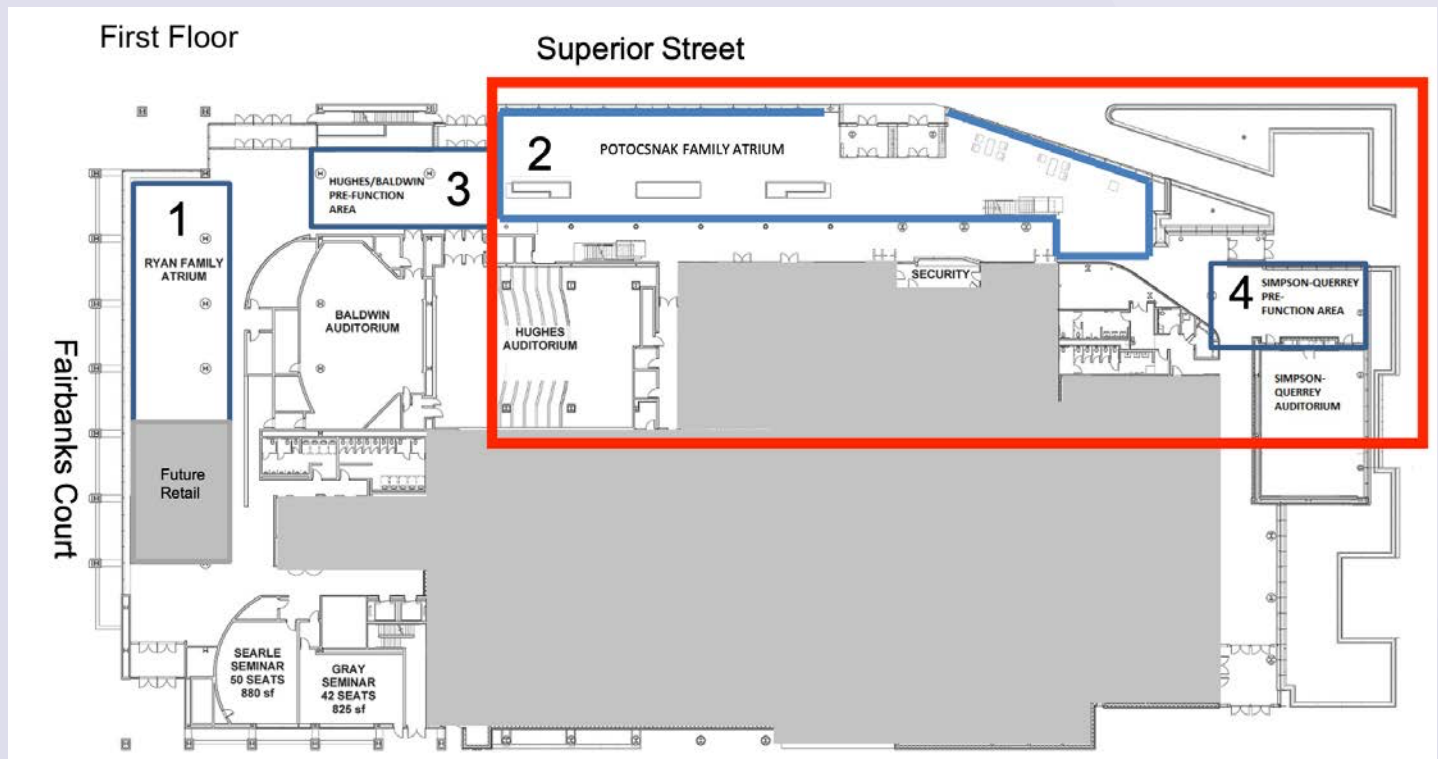 First Floor
Superior Street
2
POTOCSNAK FAMILY ATRIUM
HUGHES/BALDWIN
PRE-FUNCTION
AREA
3
1
RYAN FAMILY
ATRIUM
SECURITY
4
SIMPSON-QUERREY
PRE-
FUNCTION AREA
BALDWIN
AUDITORIUM
HUGHES
AUDITORIUM
SIMPSON-
QUERREY
AUDITORIUM
Fairbanks Court
Future
Retail
SEARLE
SEMINAR
50 SEATS
880 sf
GRAY
SEMINAR
42 SEATS
825 sf